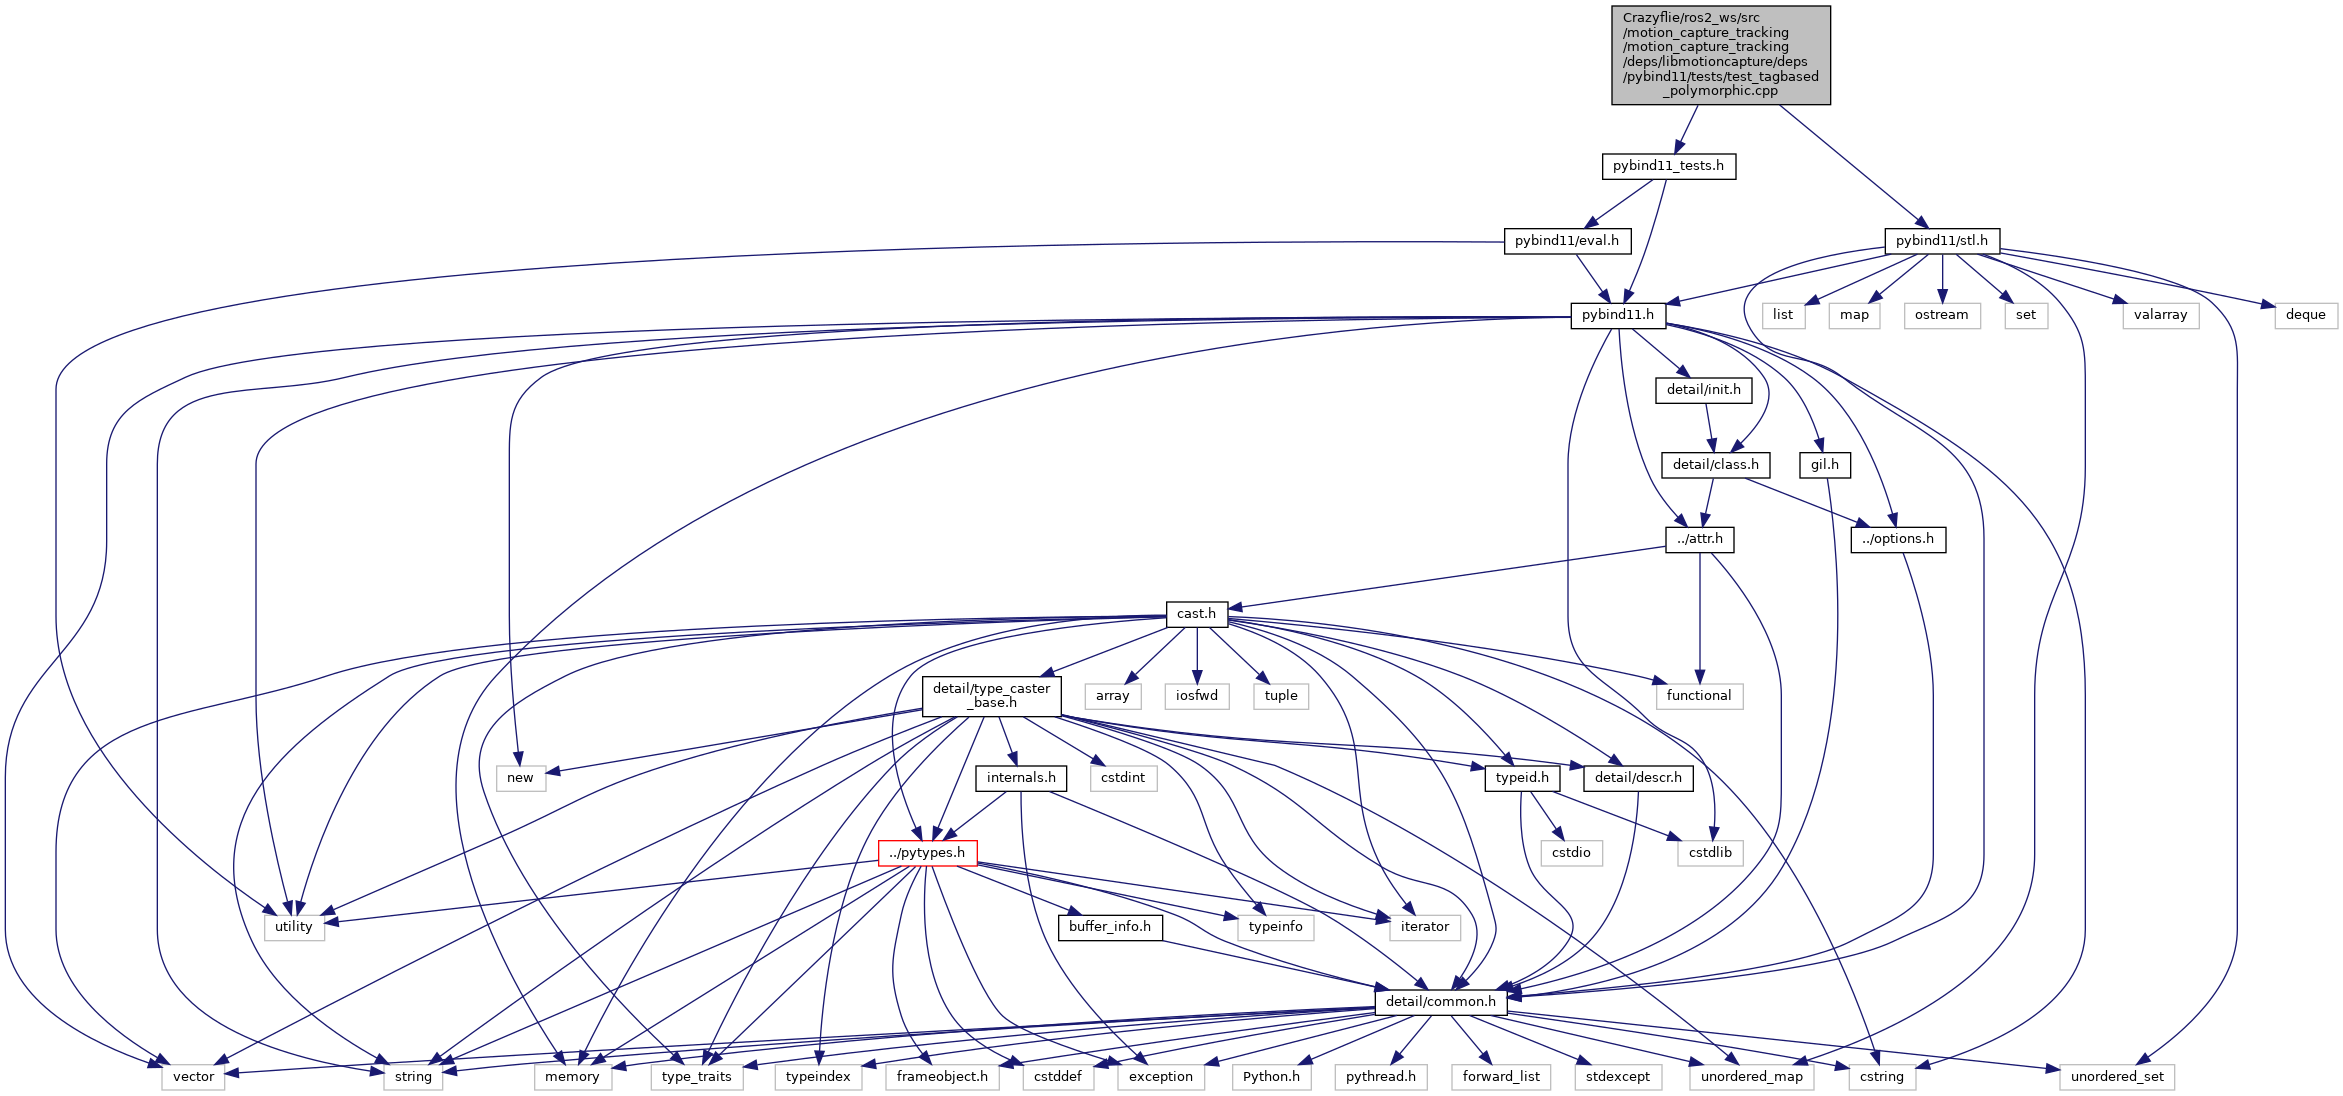 Crazyflie/ros2_ws/src
/motion_capture_tracking
/motion_capture_tracking
/deps/libmotioncapture/deps
/pybind11/tests/test_tagbased
_polymorphic.cpp
pybind11_tests.h
pybind11/eval.h
pybind11/stl.h
pybind11.h
list
map
ostream
set
valarray
deque
detail/init.h
detail/class.h
gil.h
../attr.h
../options.h
cast.h
detail/type_caster
_base.h
array
iosfwd
tuple
functional
new
internals.h
cstdint
typeid.h
detail/descr.h
../pytypes.h
cstdio
cstdlib
utility
buffer_info.h
typeinfo
iterator
detail/common.h
vector
string
memory
type_traits
typeindex
frameobject.h
cstddef
exception
Python.h
pythread.h
forward_list
stdexcept
unordered_map
cstring
unordered_set